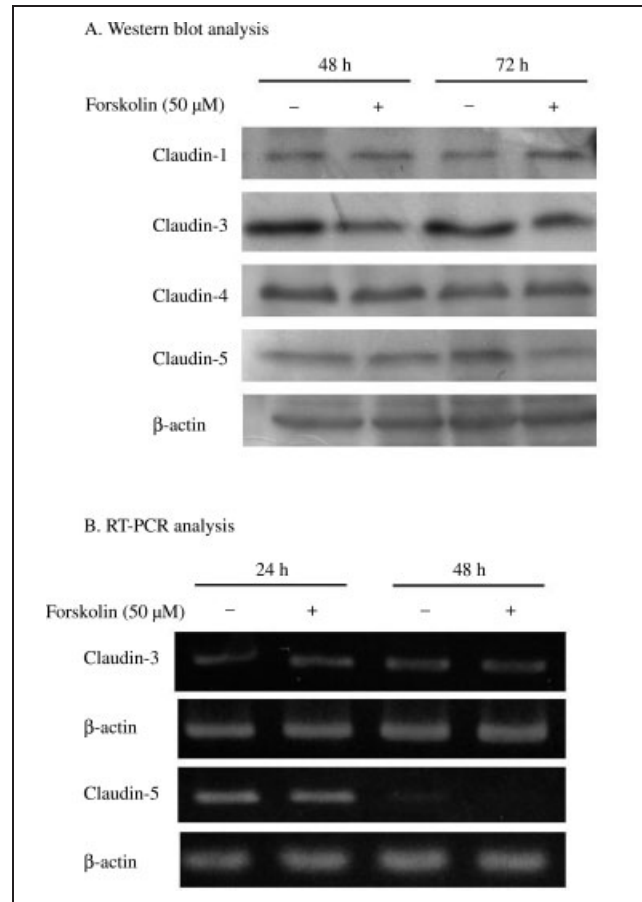 A. Western blot analysis
48 h 72 h
Forskolin (50 μM) – + – +
Claudin-1
Claudin-3
Claudin-4
Claudin-5
β-actin
B. RT-PCR analysis
24 h 48 h
Forskolin (50 μM) – + – +
Claudin-3
β-actin
Claudin-5
β-actin